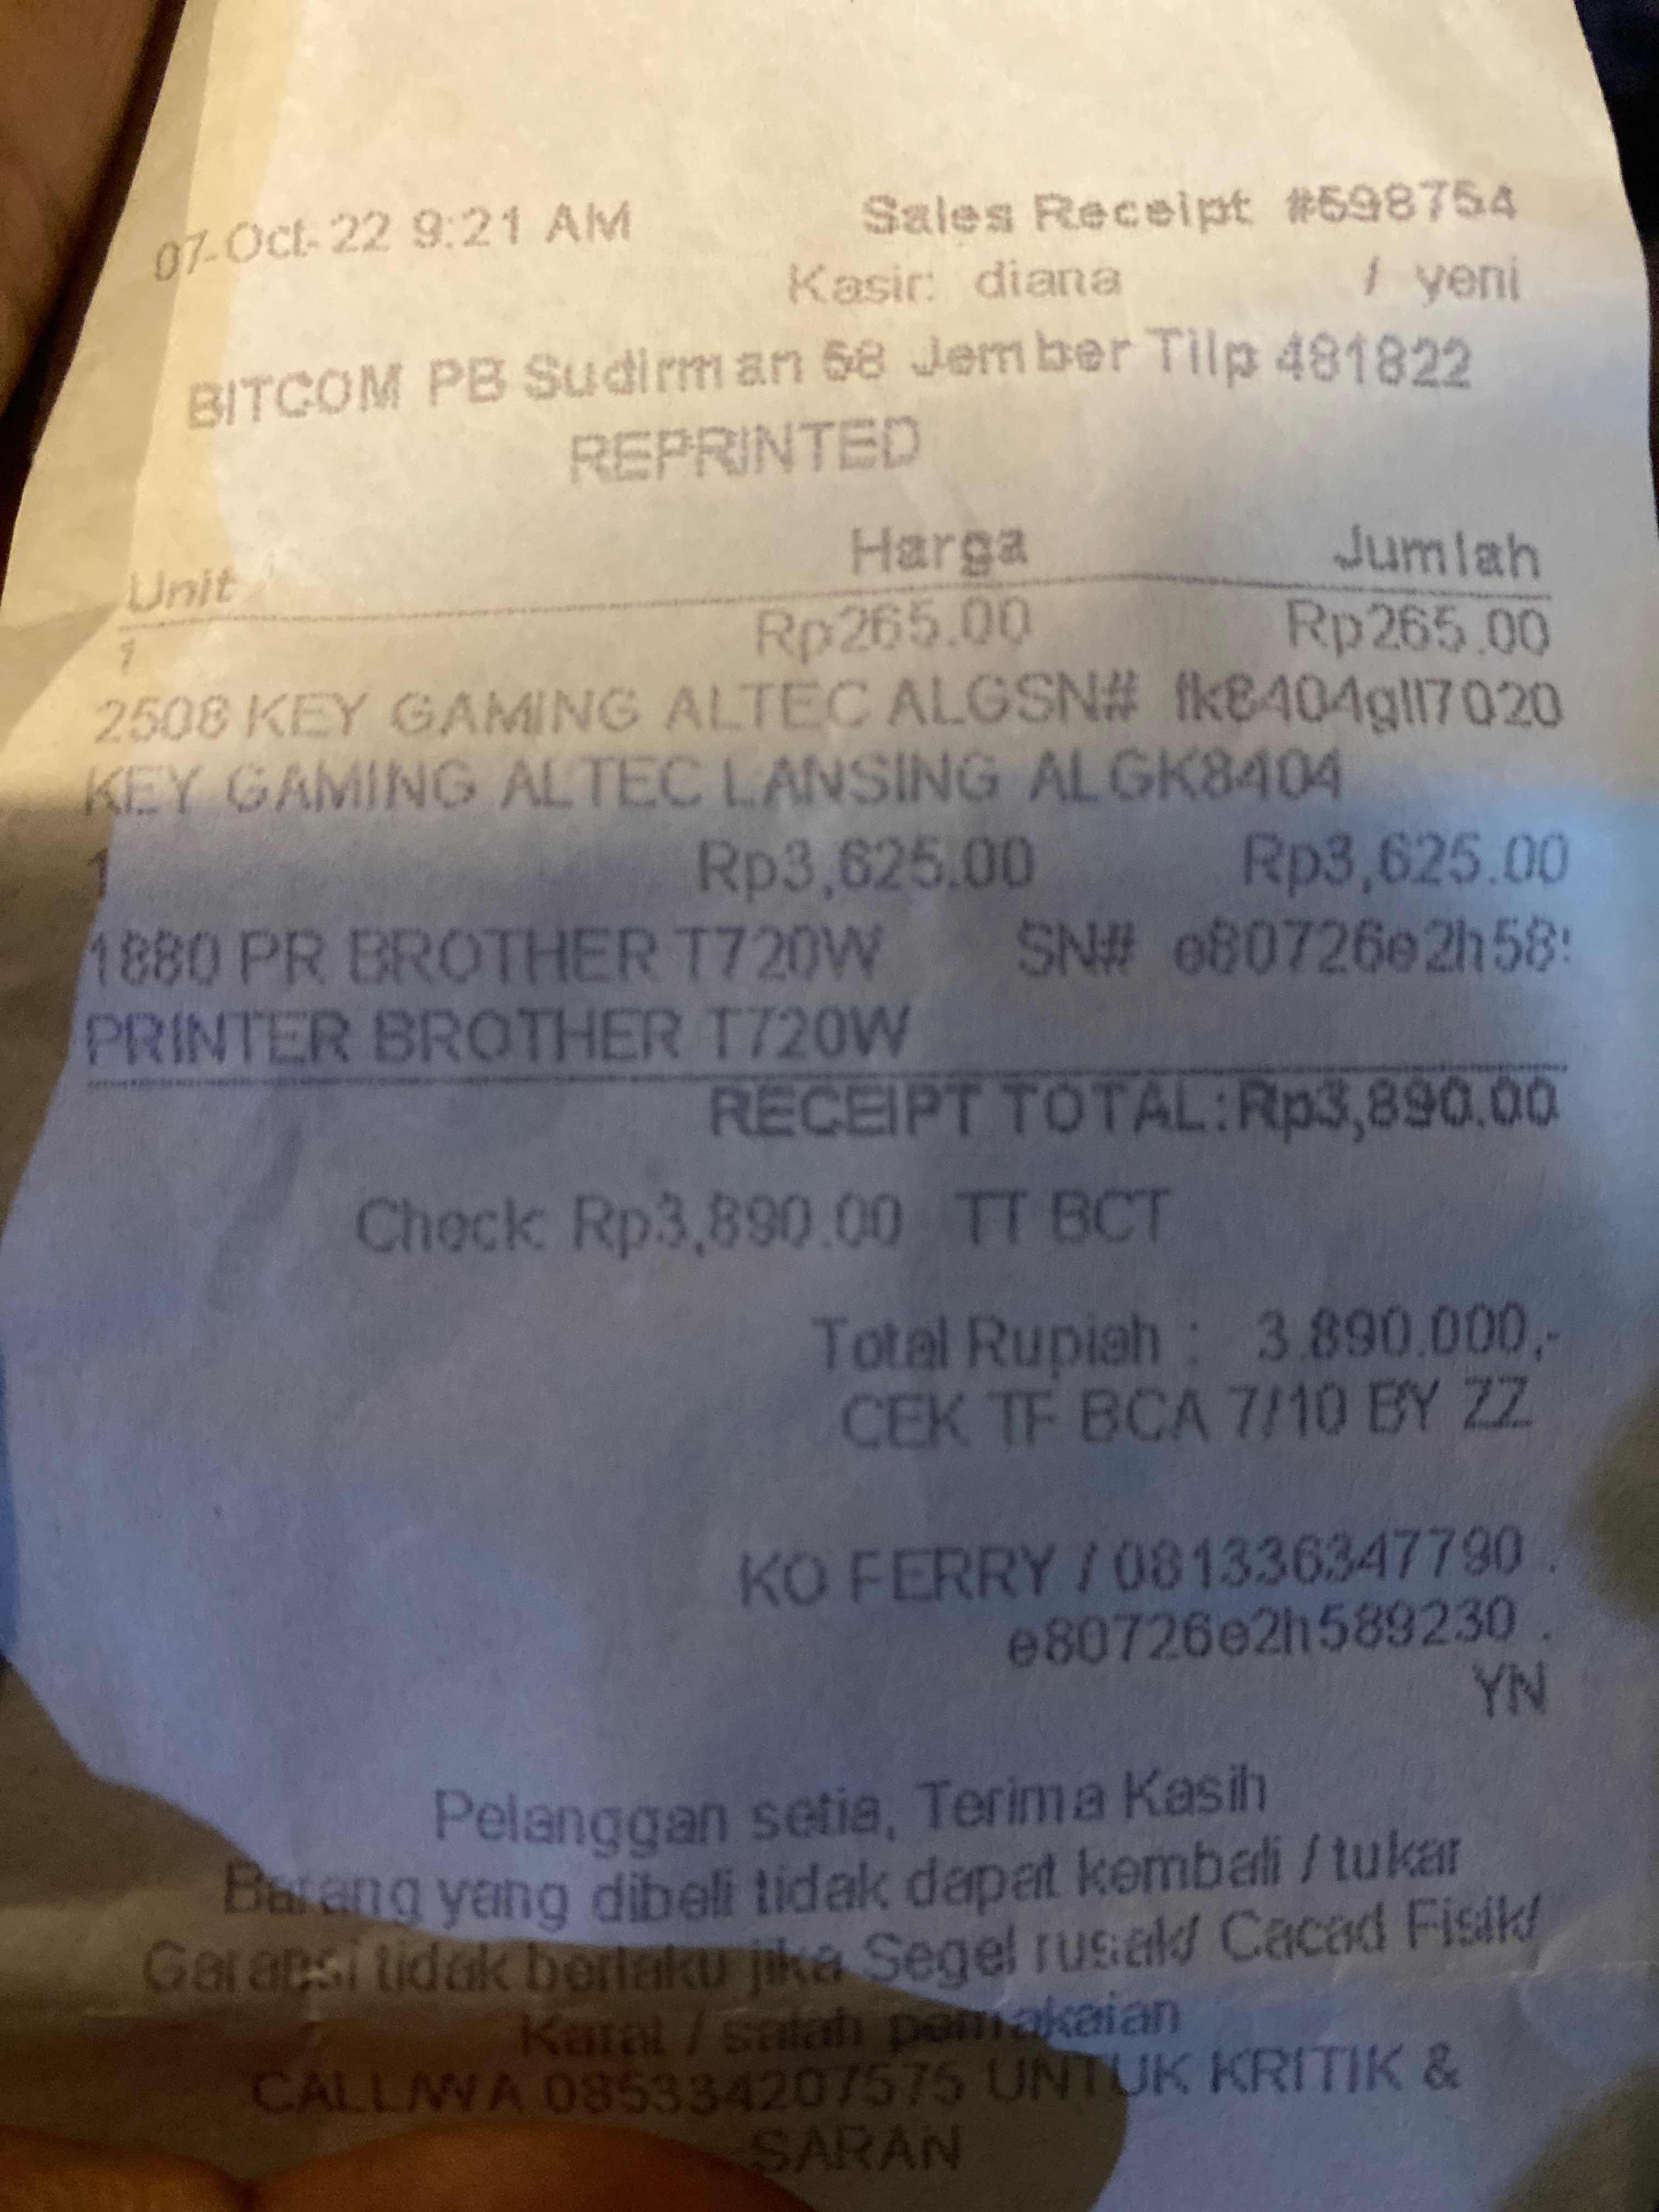 07-Oct-22 9:21 AM Sales Receipt #598754
Kasir: diana / yeni
BITCOM PB Sudirman 58 Jember Tilp 481822
REPRINTED
Unit Harga Jumlah
1 Rp265.00 Rp265.00
2508 KEY GAMING ALTEC ALGSN# fk8404gll7020
KEY GAMING ALTEC LANSING ALGK8404
1 Rp3,625.00 Rp3,625.00
1880 PR BROTHER T720W SN# e80726e2h58
PRINTER BROTHER T720W
RECEIPT TOTAL: Rp3,890.00
Check: Rp3,890.00 TT BCT
Total Rupiah : 3.890.000,-
CEK TF BCA 7/10 BY ZZ
KO FERRY / 081336347790 .
e80726e2h589230 .
YN
Pelanggan setia, Terima Kasih
Barang yang dibeli tidak dapat kembali / tukar
Garansi tidak berlaku jika Segel rusak/ Cacad Fisik/
Karat / salah pemakaian
CALL/WA 085334207575 UNTUK KRITIK &
SARAN